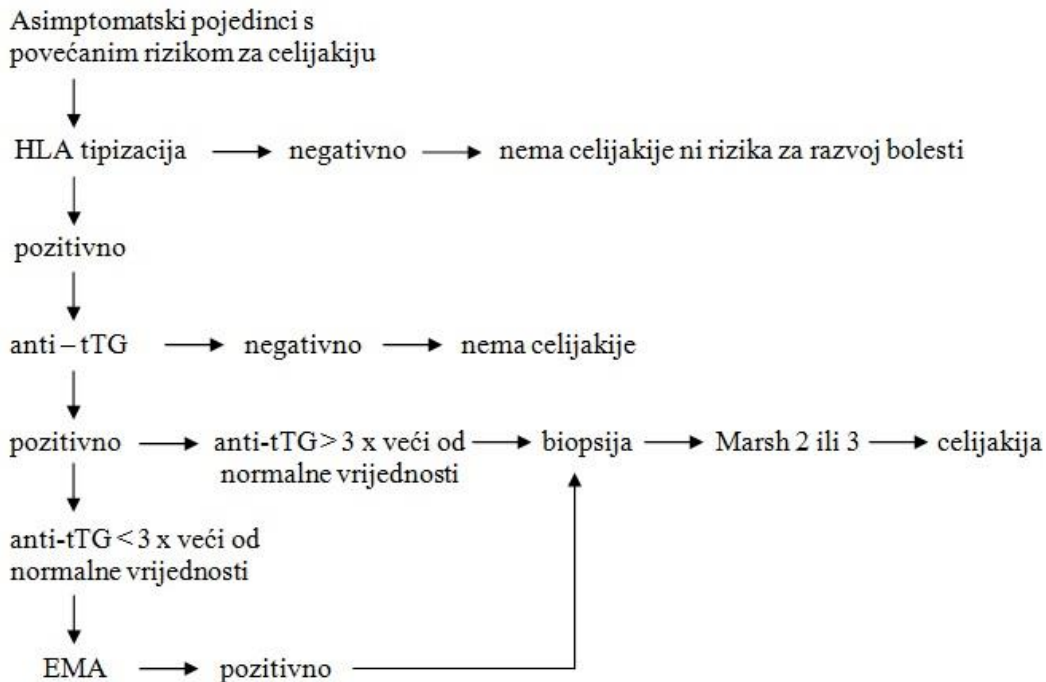 Asimptomatski pojedinci s
povećanim rizikom za celijakiju
HLA tipizacija negativno nema celijakije ni rizika za razvoj bolesti
pozitivno
anti – tTG negativno nema celijakije
pozitivno anti-tTG > 3 x veći od biopsija Marsh 2 ili 3 celijakija
normalne vrijednosti
anti-tTG < 3 x veći od
normalne vrijednosti
EMA pozitivno